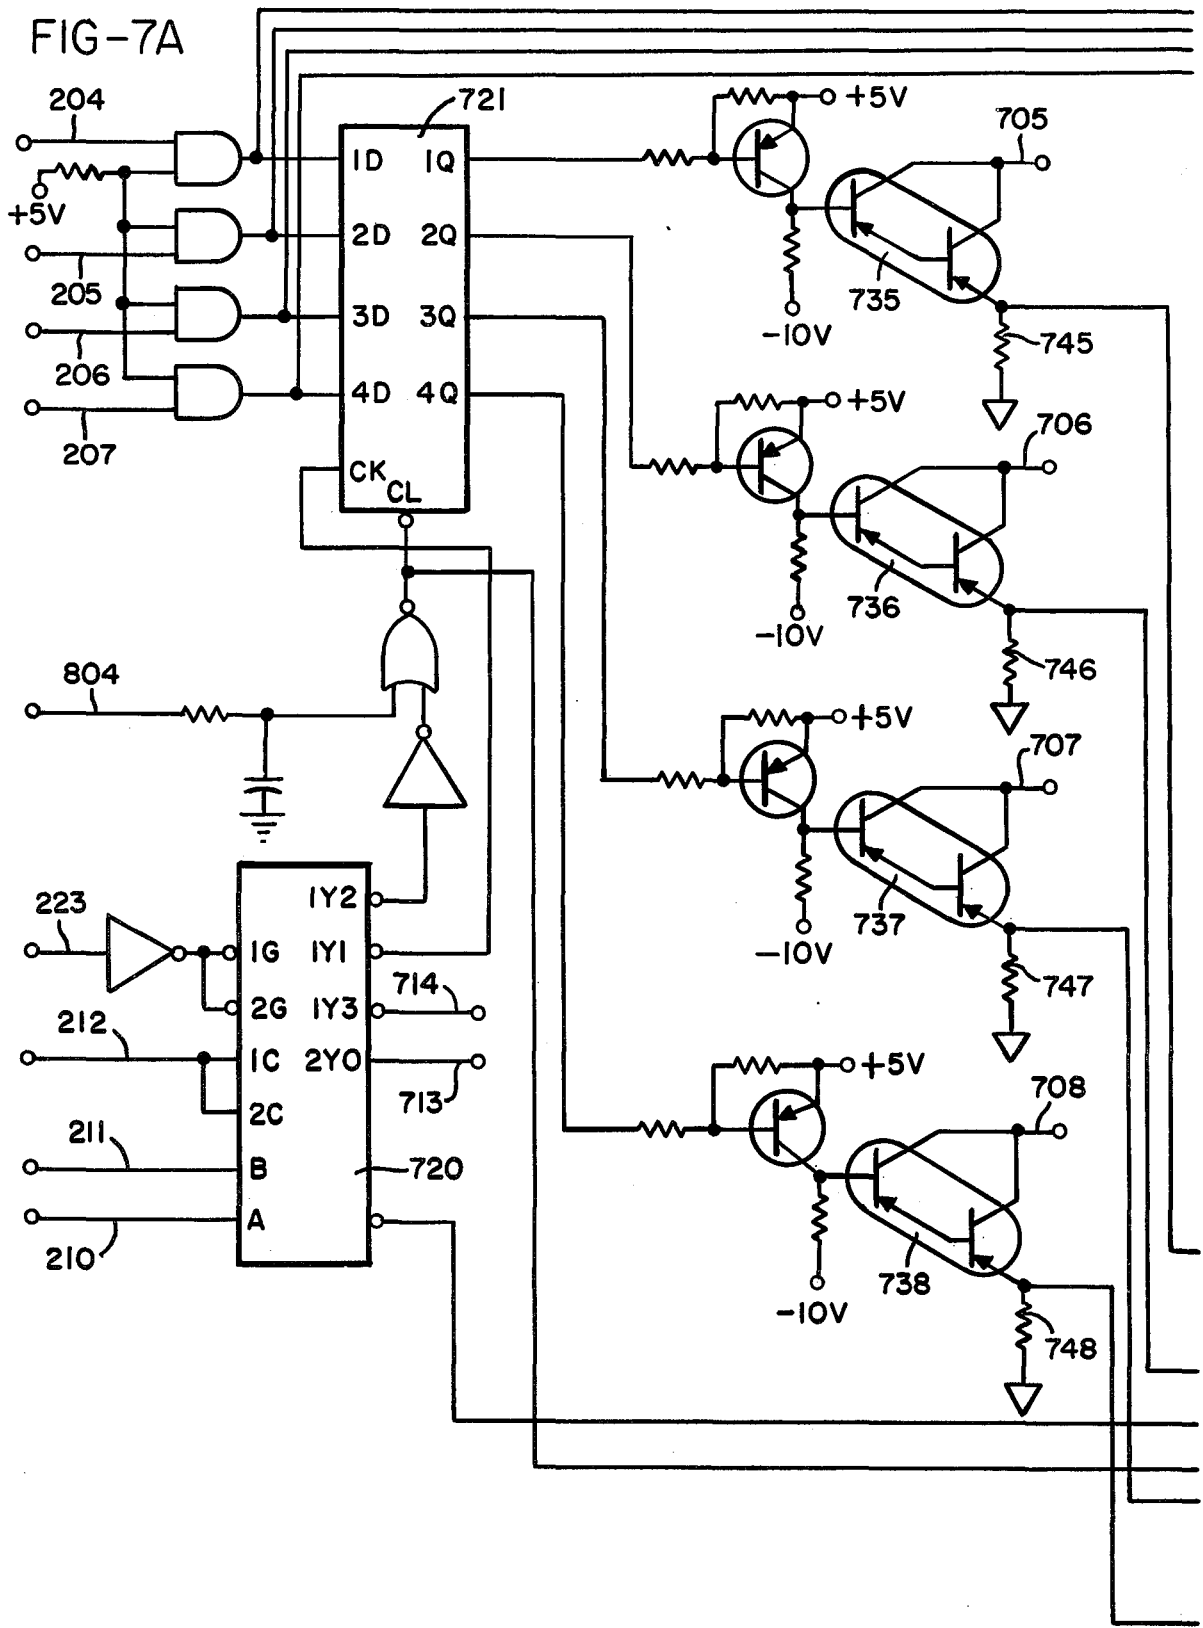 FIG-7A
204
721
+5V
705
1D 1Q
+5V
2D 2Q
205
735
3D 3Q
-10V
745
206
4D 4Q
+5V
706
207
CK
CL
736
-10V
746
804
+5V
707
1Y2
223
737
1G 1Y1
-10V
714
747
2G 1Y3
212
1C 2Y0
+5V
713
708
2C
211
B
720
A
210
738
-10V
748